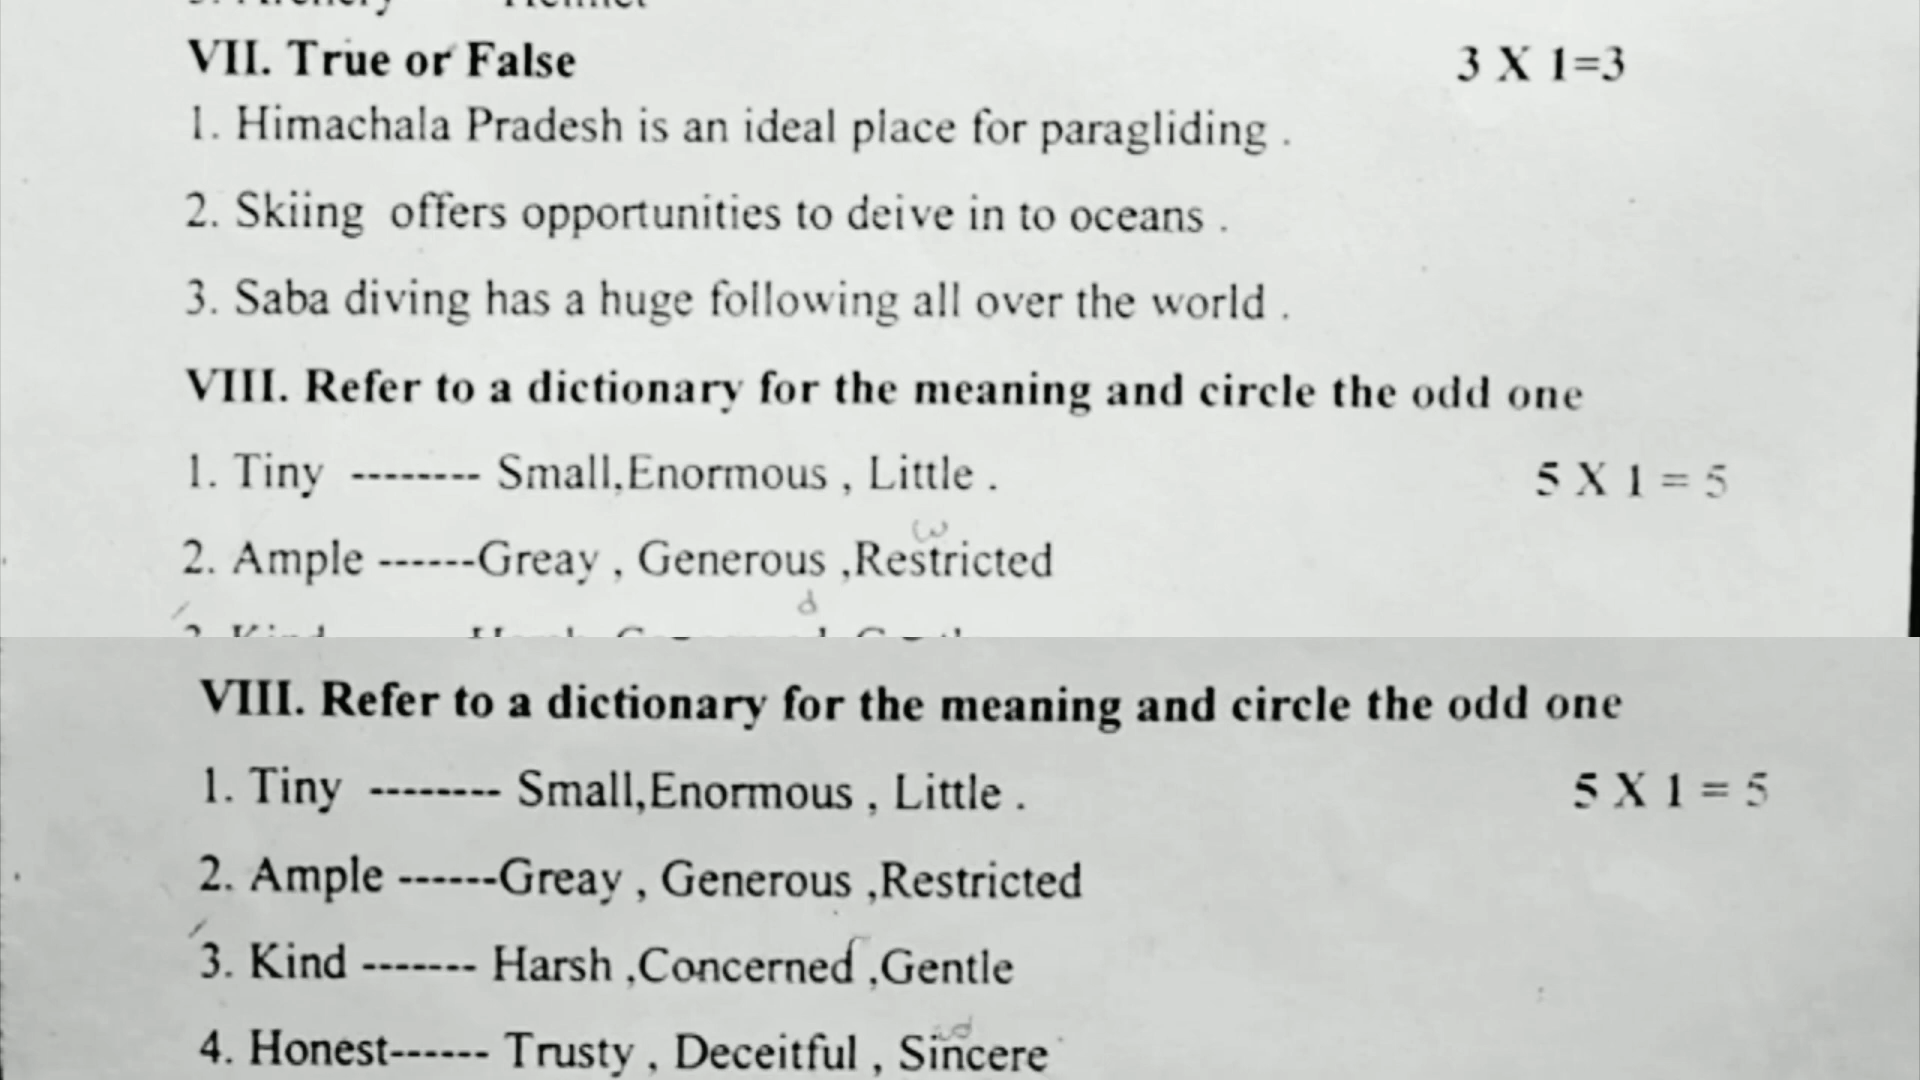 VII. True or False 3 X 1=3
1. Himachala Pradesh is an ideal place for paragliding .
2. Skiing offers opportunities to deive in to oceans .
3. Saba diving has a huge following all over the world .
VIII. Refer to a dictionary for the meaning and circle the odd one
1. Tiny -------- Small,Enormous , Little . 5 X 1 = 5
2. Ample ------Greay , Generous ,Restricted
VIII. Refer to a dictionary for the meaning and circle the odd one
1. Tiny -------- Small,Enormous , Little . 5 X 1 = 5
2. Ample ------Greay , Generous ,Restricted
3. Kind ------- Harsh ,Concerned ,Gentle
4. Honest------ Trusty , Deceitful , Sincere